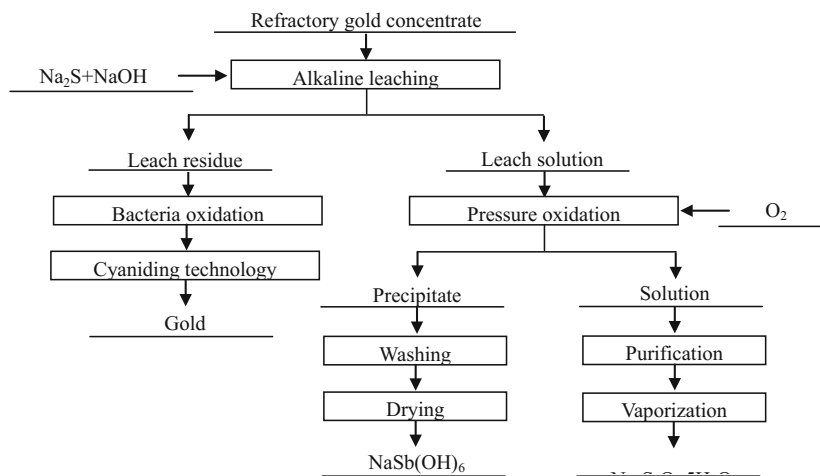 Refractory gold concentrate
Na₂S+NaOH
Alkaline leaching
Leach residue
Leach solution
Bacteria oxidation
Pressure oxidation
O₂
Cyaniding technology
Precipitate
Solution
Gold
Washing
Purification
Drying
Vaporization
NaSb(OH)₆